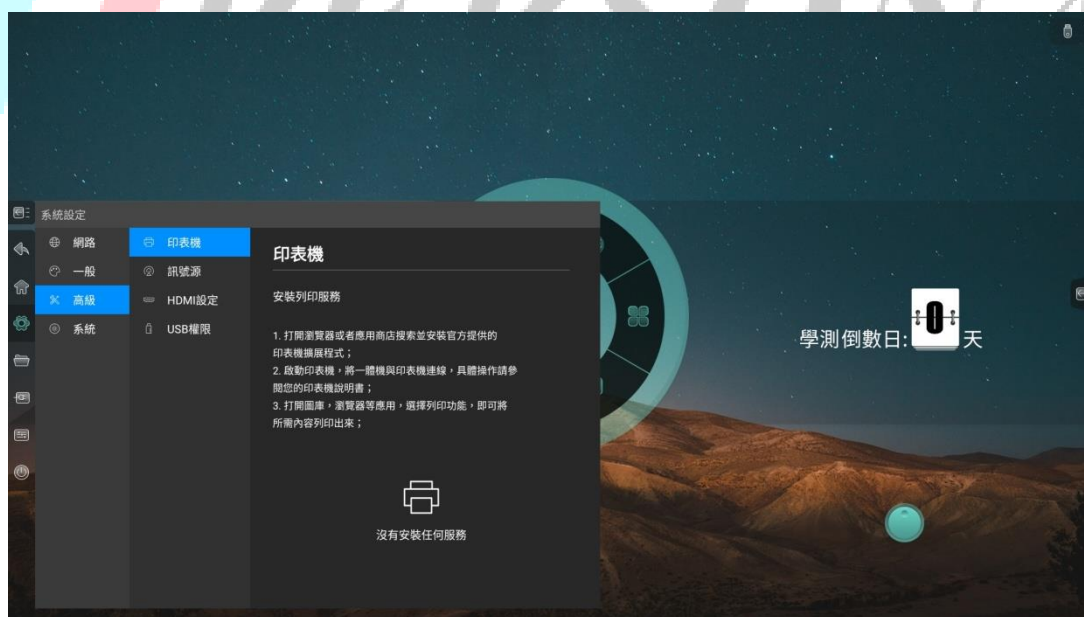 系統設定
網路
一般
高級
系統
印表機
訊號源
HDMI設定
USB權限
印表機
安裝列印服務
1. 打開瀏覽器或者應用商店搜索並安裝官方提供的
印表機擴展程式；
2. 啟動印表機，將一體機與印表機連線，具體操作請參
閱您的印表機說明書；
3. 打開圖庫，瀏覽器等應用，選擇列印功能，即可將
所需內容列印出來；
沒有安裝任何服務
學測倒數日: 0 天